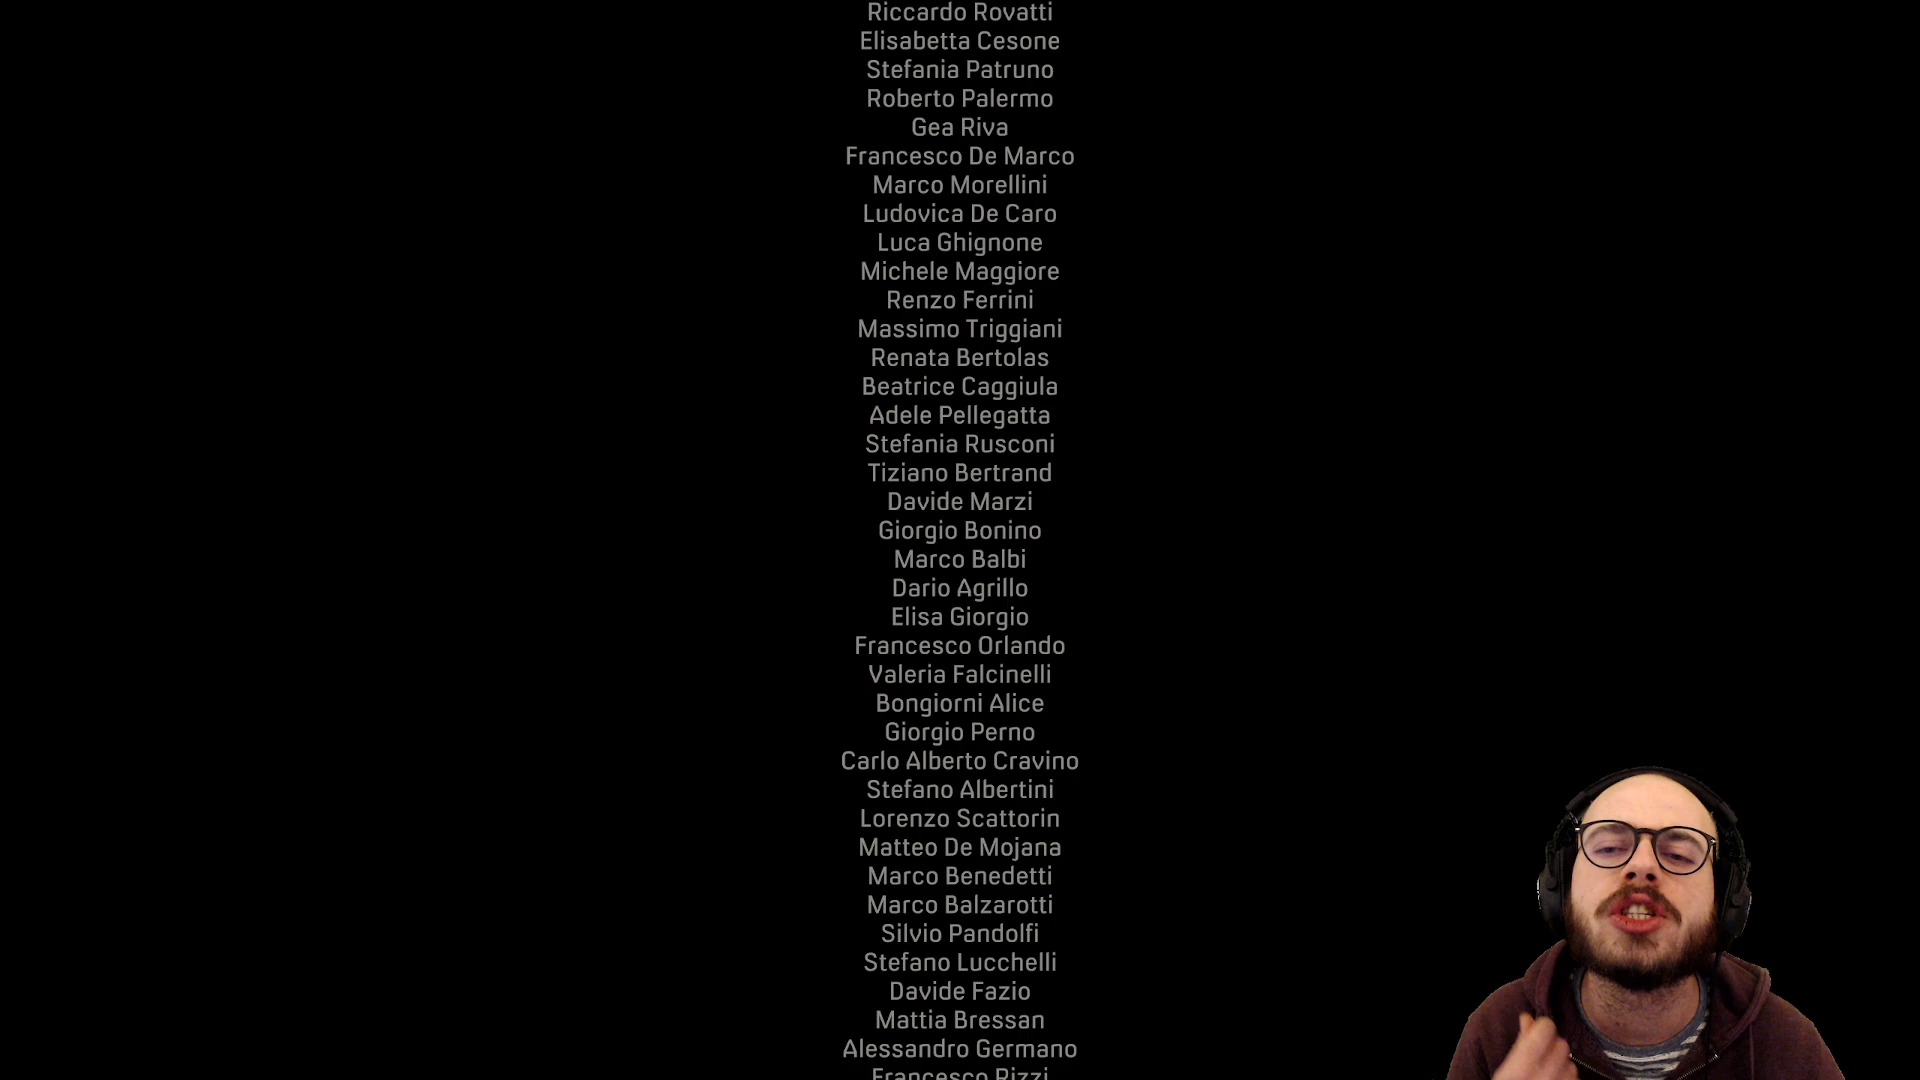 Riccardo Rovatti
Elisabetta Cesone
Stefania Patruno
Roberto Palermo
Gea Riva
Francesco De Marco
Marco Morellini
Ludovica De Caro
Luca Ghignone
Michele Maggiore
Renzo Ferrini
Massimo Triggiani
Renata Bertolas
Beatrice Caggiula
Adele Pellegatta
Stefania Rusconi
Tiziano Bertrand
Davide Marzi
Giorgio Bonino
Marco Balbi
Dario Agrillo
Elisa Giorgio
Francesco Orlando
Valeria Falcinelli
Bongiorni Alice
Giorgio Perno
Carlo Alberto Cravino
Stefano Albertini
Lorenzo Scattorin
Matteo De Mojana
Marco Benedetti
Marco Balzarotti
Silvio Pandolfi
Stefano Lucchelli
Davide Fazio
Mattia Bressan
Alessandro Germano
Francesco Rizzi